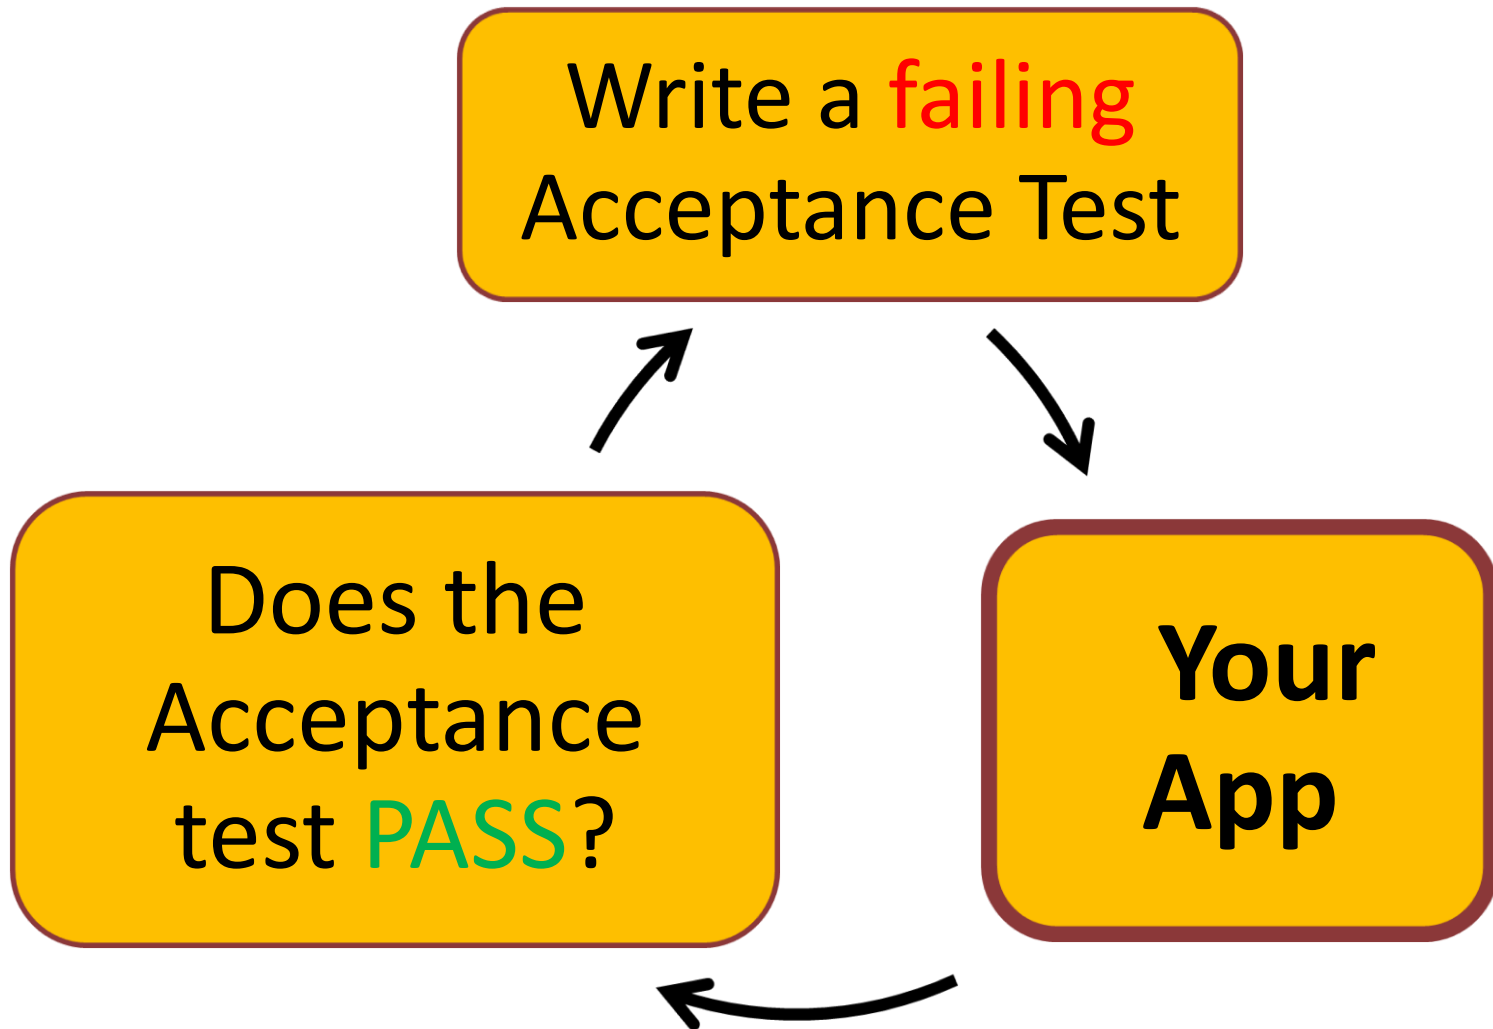 Write a failing
Acceptance Test
Does the
Acceptance
test PASS?
Your
App